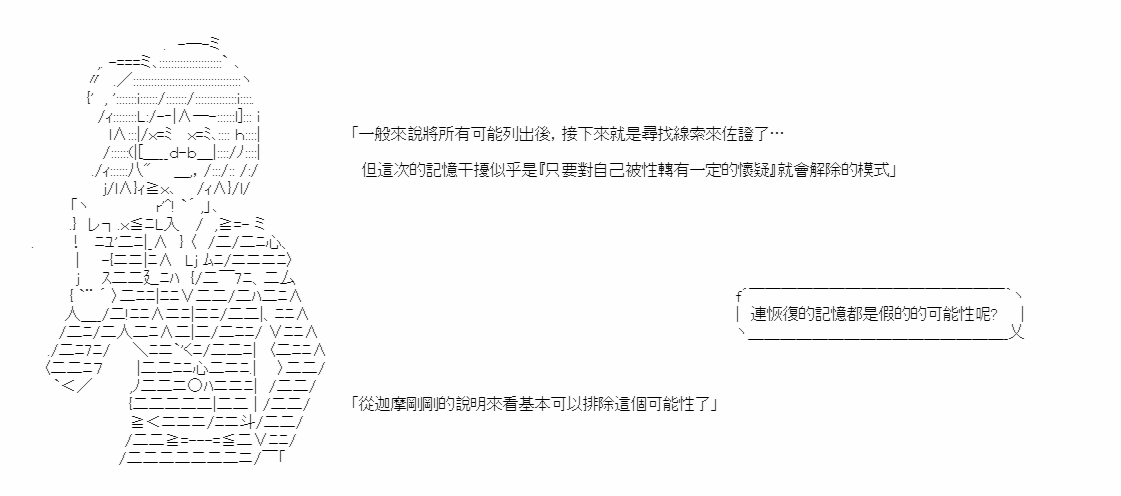 「一般來說將所有可能列出後, 接下來就是尋找線索來佐證了…
但這次的記憶干擾似乎是『只要對自己被性轉有一定的懷疑』就會解除的模式」
連恢復的記憶都是假的的可能性呢?
「從迦摩剛剛的說明來看基本可以排除這個可能性了」